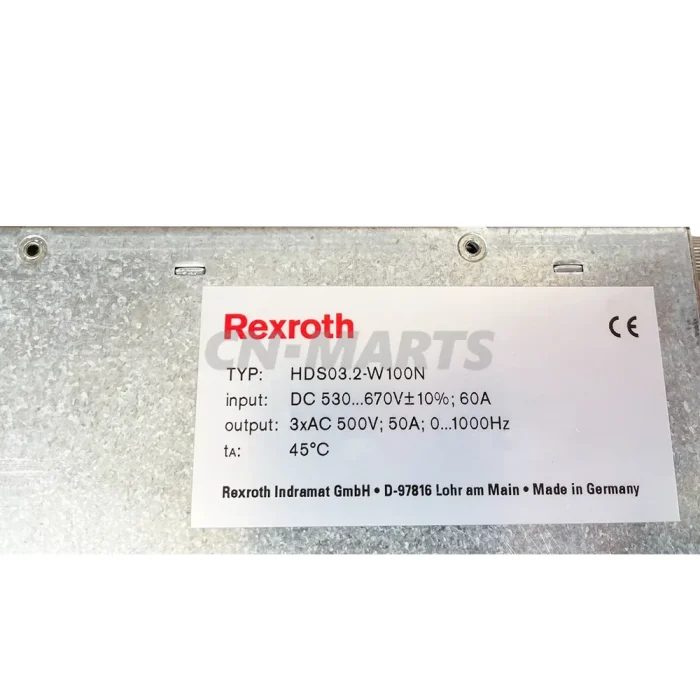 Rexroth
CE
CN-MARTS
TYP: HDS03.2-W100N
input: DC 530...670V±10%; 60A
output: 3xAC 500V; 50A; 0...1000Hz
tA: 45°C
Rexroth Indramat GmbH • D-97816 Lohr am Main • Made in Germany